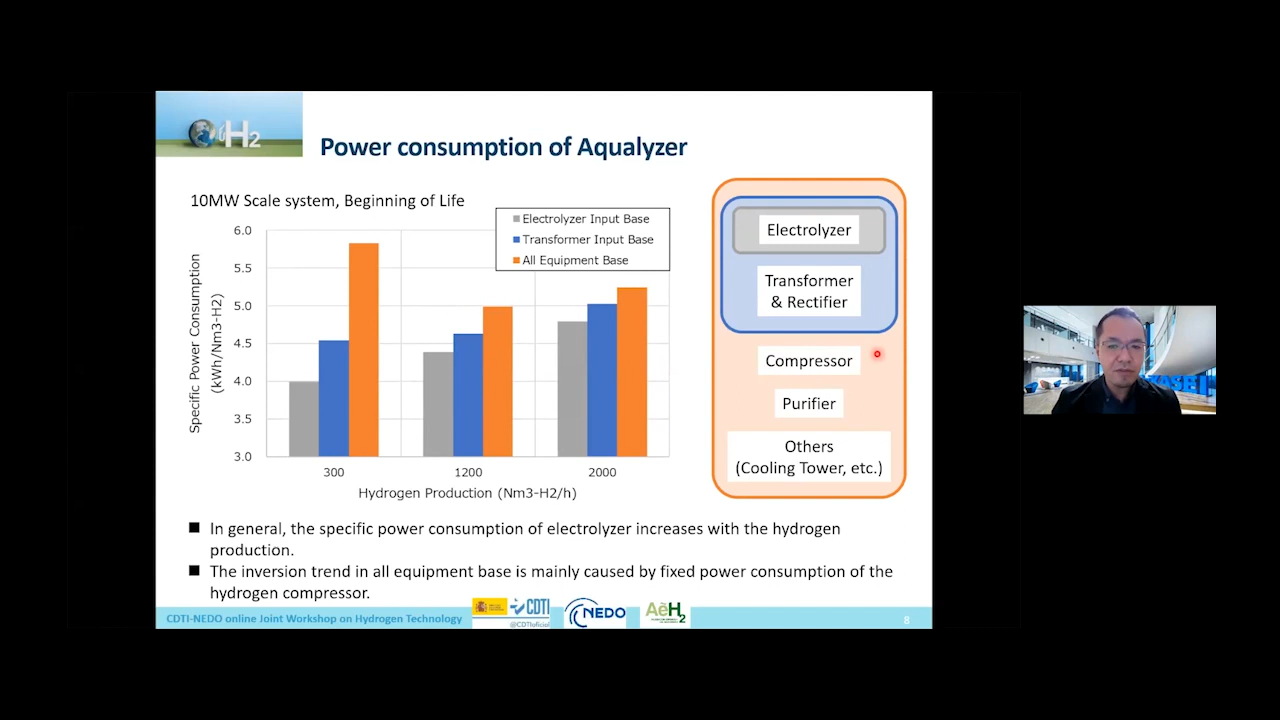 H2
Power consumption of Aqualyzer
10MW Scale system, Beginning of Life
Electrolyzer Input Base
Transformer Input Base
All Equipment Base
Specific Power Consumption
(kWh/Nm3-H2)
6.0
5.5
5.0
4.5
4.0
3.5
3.0
300 1200 2000
Hydrogen Production (Nm3-H2/h)
Electrolyzer
Transformer
& Rectifier
Compressor
Purifier
Others
(Cooling Tower, etc.)
KASEI
■ In general, the specific power consumption of electrolyzer increases with the hydrogen
production.
■ The inversion trend in all equipment base is mainly caused by fixed power consumption of the
hydrogen compressor.
CDTI-NEDO online Joint Workshop on Hydrogen Technology
CDTI
@CDTIoficial
NEDO
AeH2
8